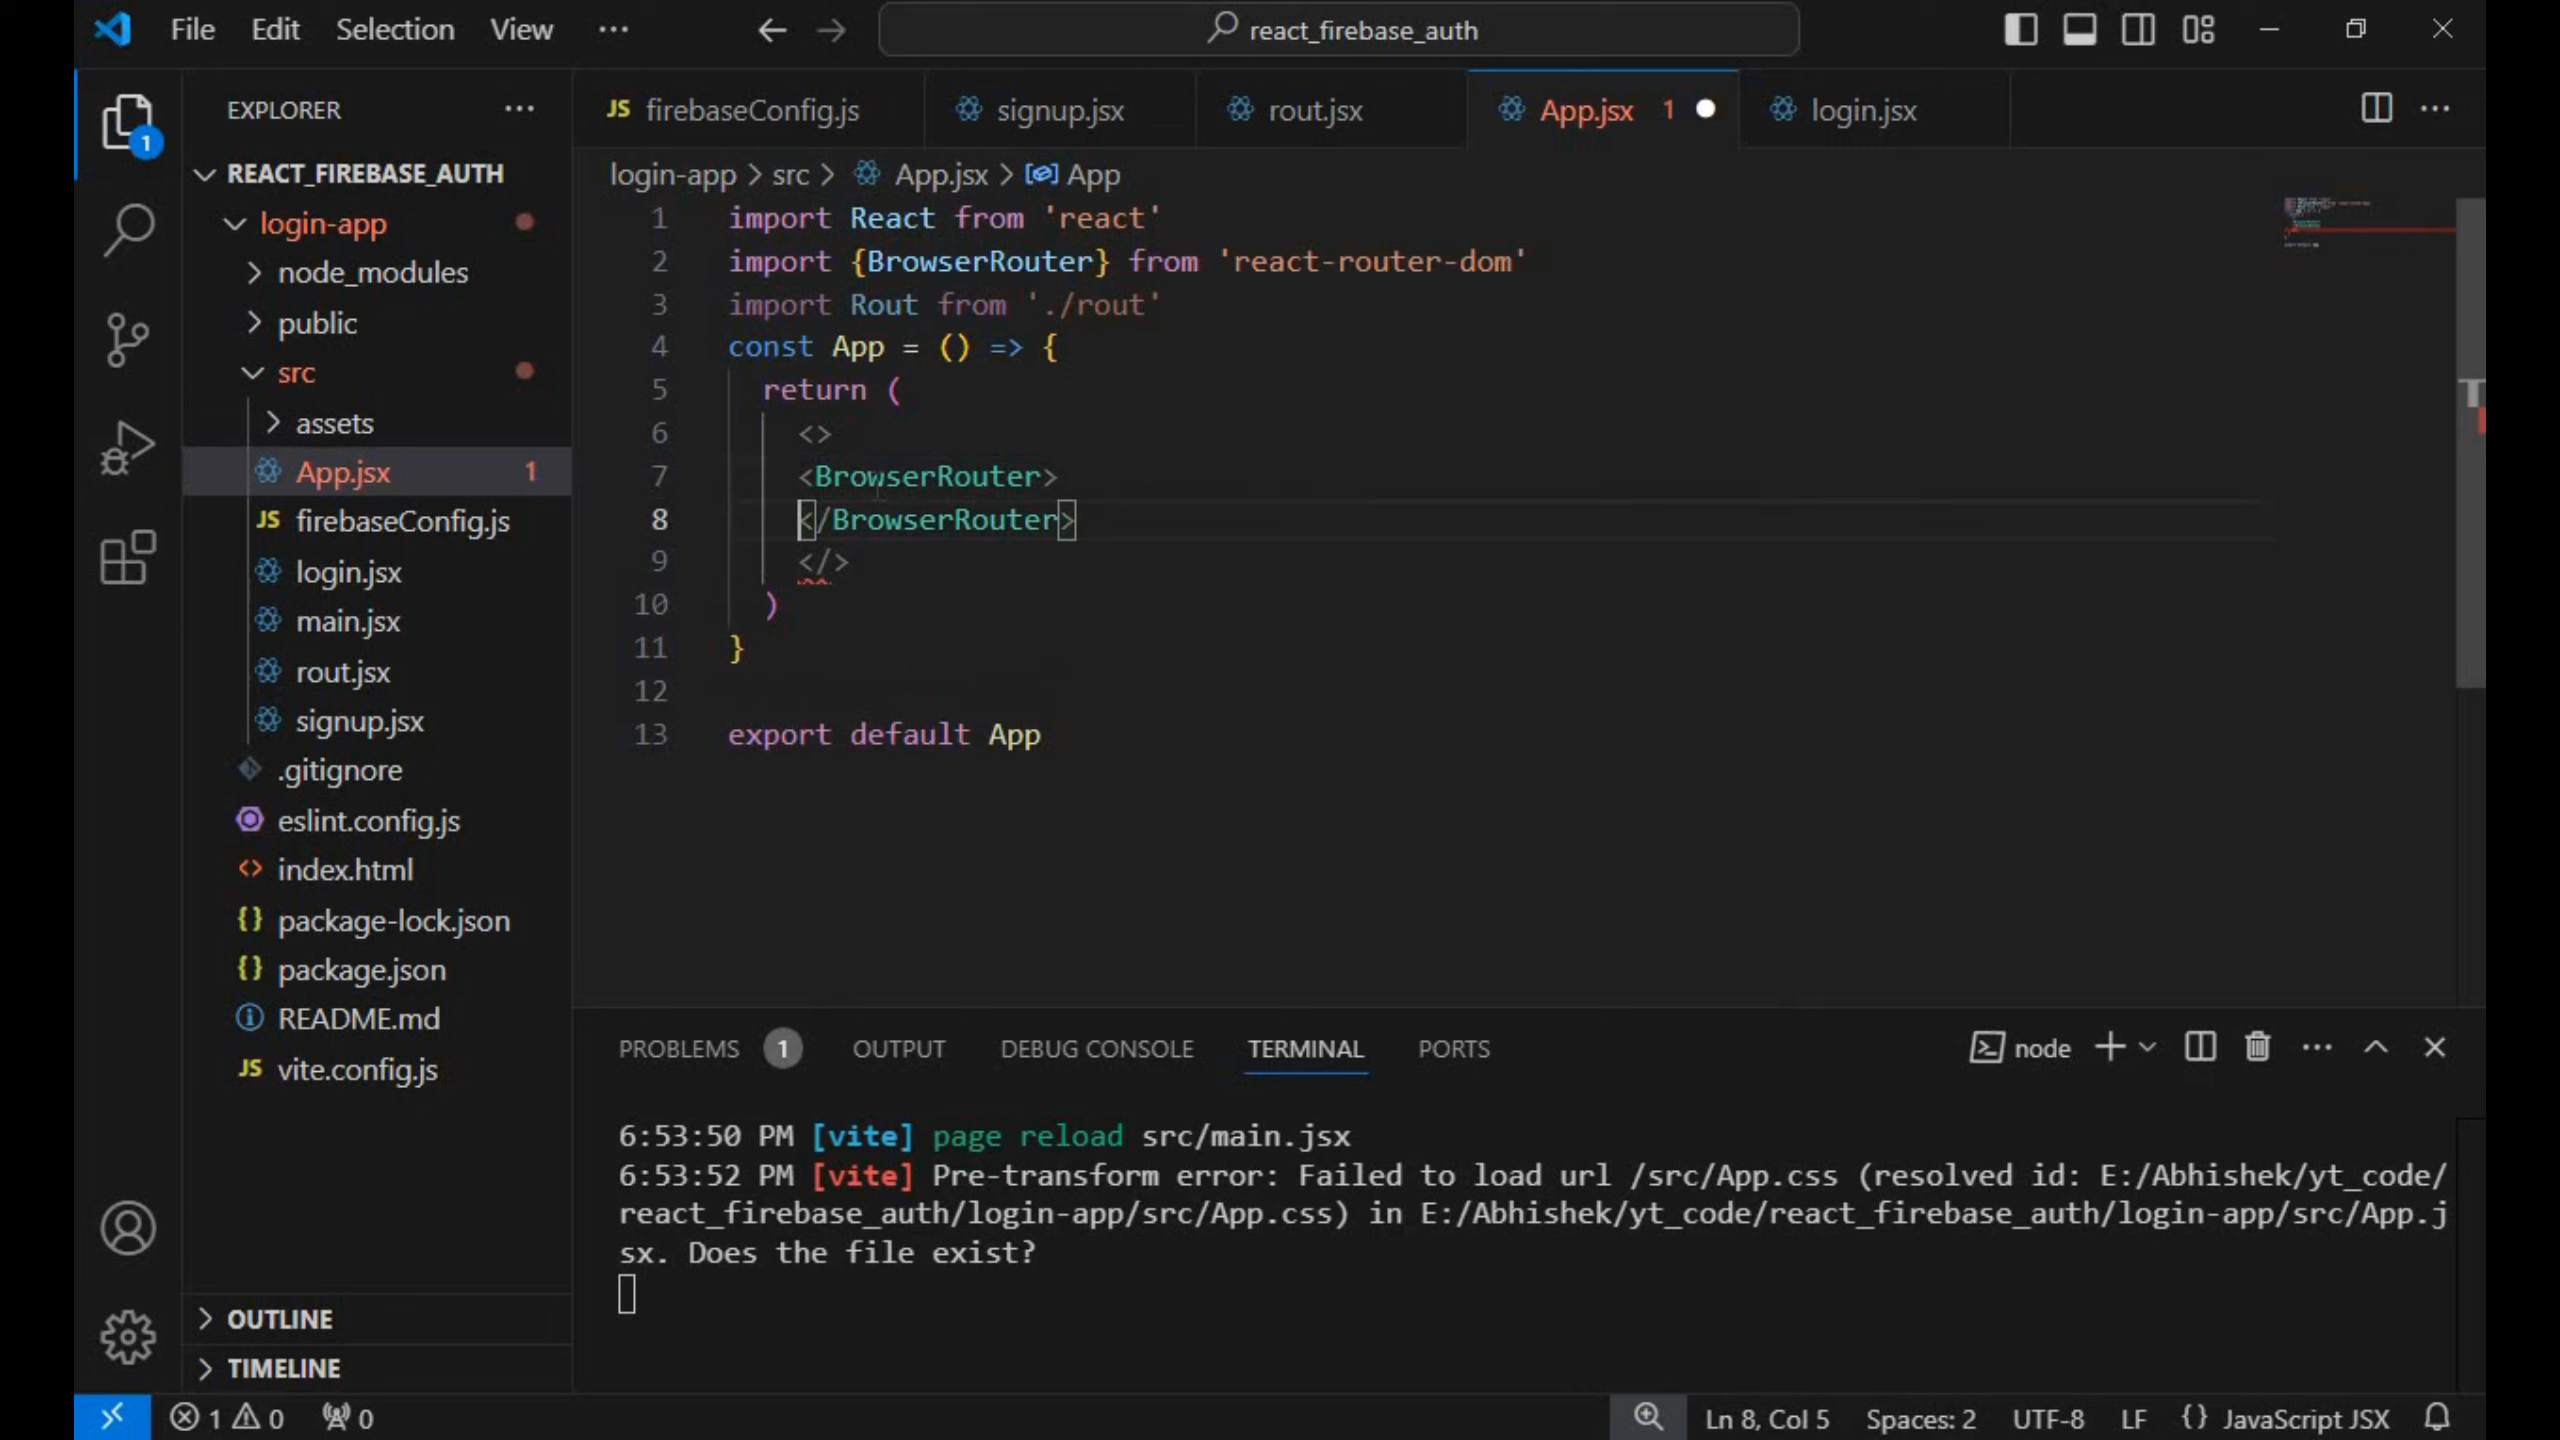 File Edit Selection View ··· react_firebase_auth
EXPLORER ···
REACT_FIREBASE_AUTH
login-app
node_modules
public
src
assets
App.jsx 1
JS firebaseConfig.js
login.jsx
main.jsx
rout.jsx
signup.jsx
.gitignore
eslint.config.js
<> index.html
{} package-lock.json
{} package.json
README.md
JS vite.config.js
OUTLINE
TIMELINE
1
JS firebaseConfig.js signup.jsx rout.jsx App.jsx 1 login.jsx
login-app > src > App.jsx > App
1 import React from 'react'
2 import {BrowserRouter} from 'react-router-dom'
3 import Rout from './rout'
4 const App = () => {
5 return (
6 <>
7 <BrowserRouter>
8 </BrowserRouter>
9 </>
10 )
11 }
12
13 export default App
PROBLEMS 1 OUTPUT DEBUG CONSOLE TERMINAL PORTS node
6:53:50 PM [vite] page reload src/main.jsx
6:53:52 PM [vite] Pre-transform error: Failed to load url /src/App.css (resolved id: E:/Abhishek/yt_code/
react_firebase_auth/login-app/src/App.css) in E:/Abhishek/yt_code/react_firebase_auth/login-app/src/App.j
sx. Does the file exist?
1 0 0 Ln 8, Col 5 Spaces: 2 UTF-8 LF {} JavaScript JSX